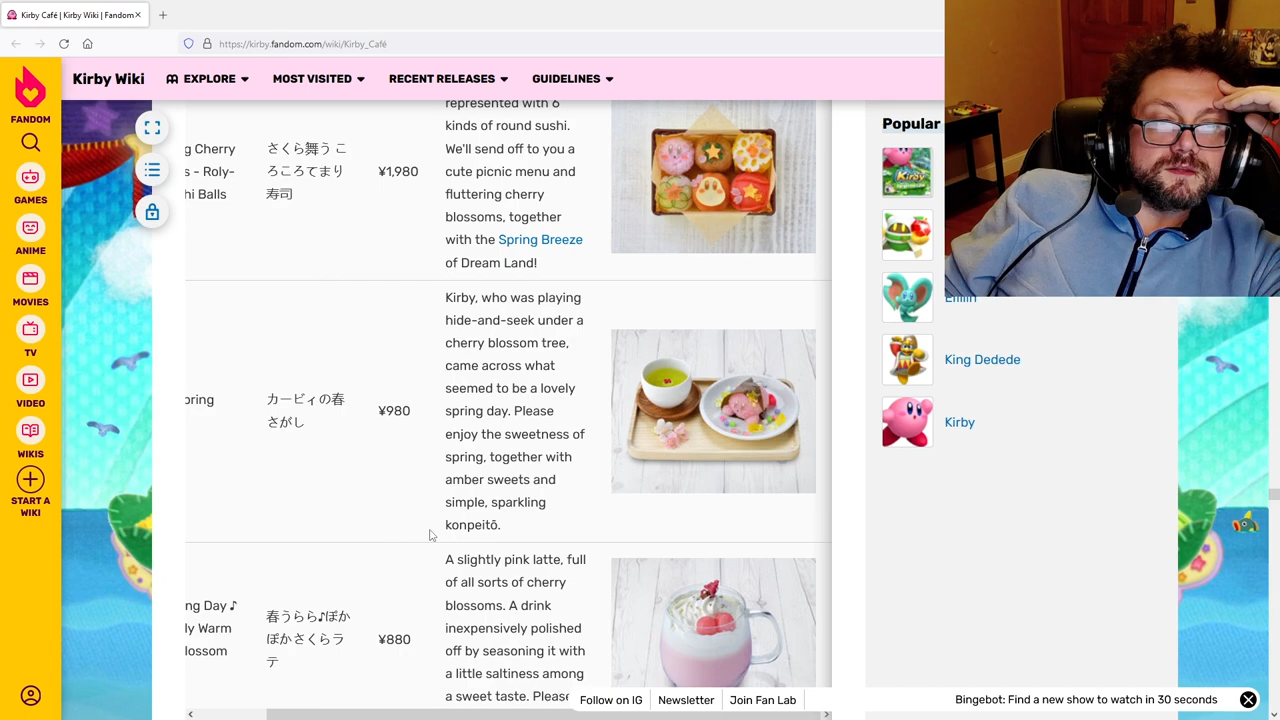 Kirby Café | Kirby Wiki | Fandom
https://kirby.fandom.com/wiki/Kirby_Café
FANDOM
GAMES
ANIME
MOVIES
TV
VIDEO
WIKIS
START A
WIKI
Kirby Wiki
EXPLORE
MOST VISITED
RECENT RELEASES
GUIDELINES
g Cherry
s - Roly-
hi Balls
さくら舞う こ
ろころてまり
寿司
¥1,980
represented with 6
kinds of round sushi.
We'll send off to you a
cute picnic menu and
fluttering cherry
blossoms, together
with the Spring Breeze
of Dream Land!
pring
カービィの春
さがし
¥980
Kirby, who was playing
hide-and-seek under a
cherry blossom tree,
came across what
seemed to be a lovely
spring day. Please
enjoy the sweetness of
spring, together with
amber sweets and
simple, sparkling
konpeitō.
ng Day ♪
ly Warm
lossom
春うらら♪ぽか
ぽかさくララ
テ
¥880
A slightly pink latte, full
of all sorts of cherry
blossoms. A drink
inexpensively polished
off by seasoning it with
a little saltiness among
a sweet taste. Please
Popular
Elfilin
King Dedede
Kirby
Follow on IG
Newsletter
Join Fan Lab
Bingebot: Find a new show to watch in 30 seconds